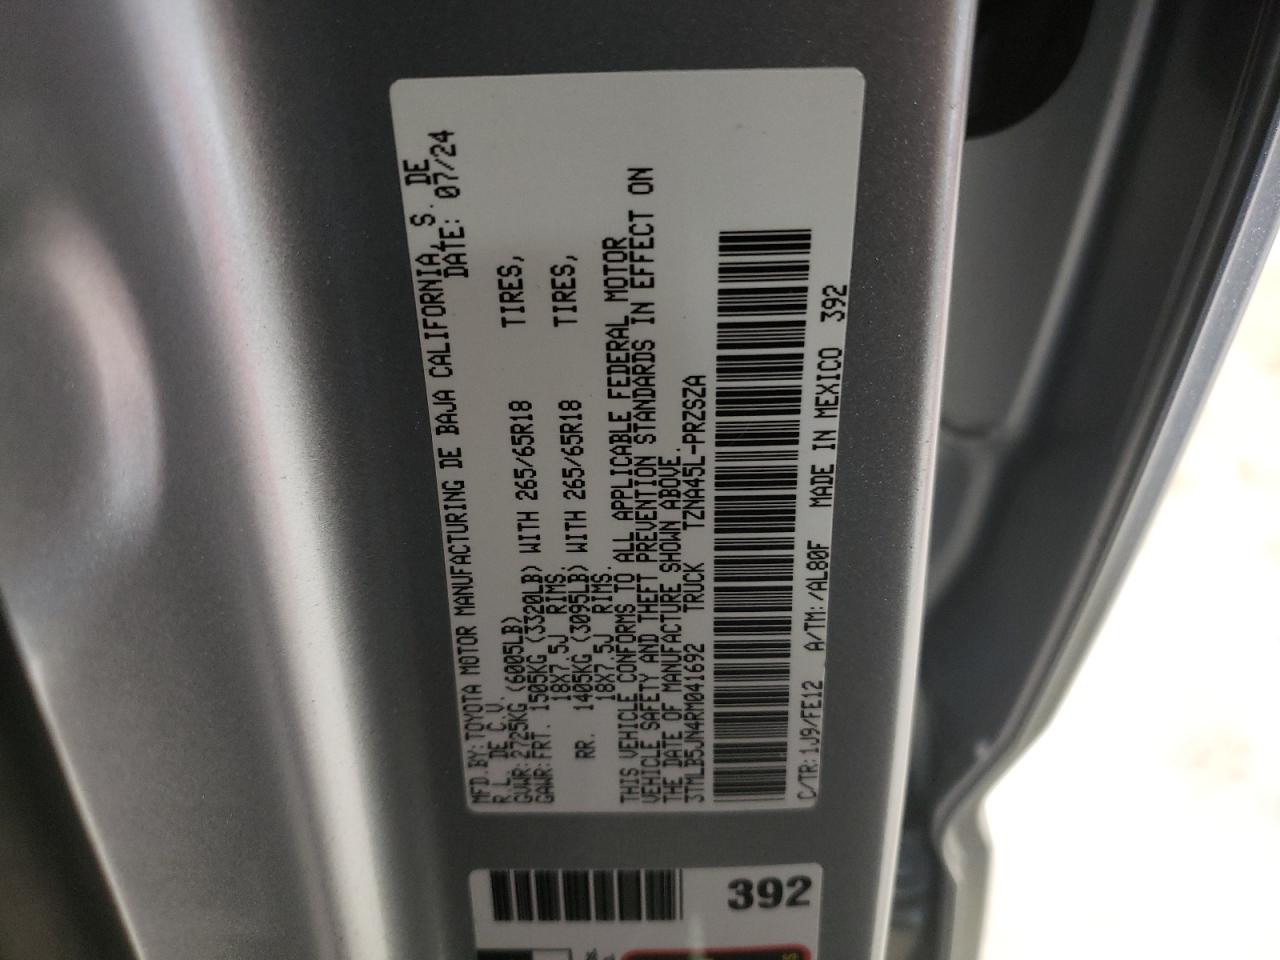 MFD.BY:TOYOTA MOTOR MANUFACTURING DE BAJA CALIFORNIA, S. DE
R.L. DE C.V. DATE: 07/24
GVWR: 2725KG (6005LB)
GAWR:FRT. 1505KG (3320LB) WITH 265/65R18 TIRES,
18X7.5J RIMS.
RR. 1405KG (3095LB) WITH 265/65R18 TIRES,
18X7.5J RIMS.
THIS VEHICLE CONFORMS TO ALL APPLICABLE FEDERAL MOTOR
VEHICLE SAFETY AND THEFT PREVENTION STANDARDS IN EFFECT ON
THE DATE OF MANUFACTURE SHOWN ABOVE.
3TMLB5JN4RM041692 TRUCK TZNA45L-PRZSZA
C/TR:1J9/FE12 A/TM:/AL80F MADE IN MEXICO 392
392